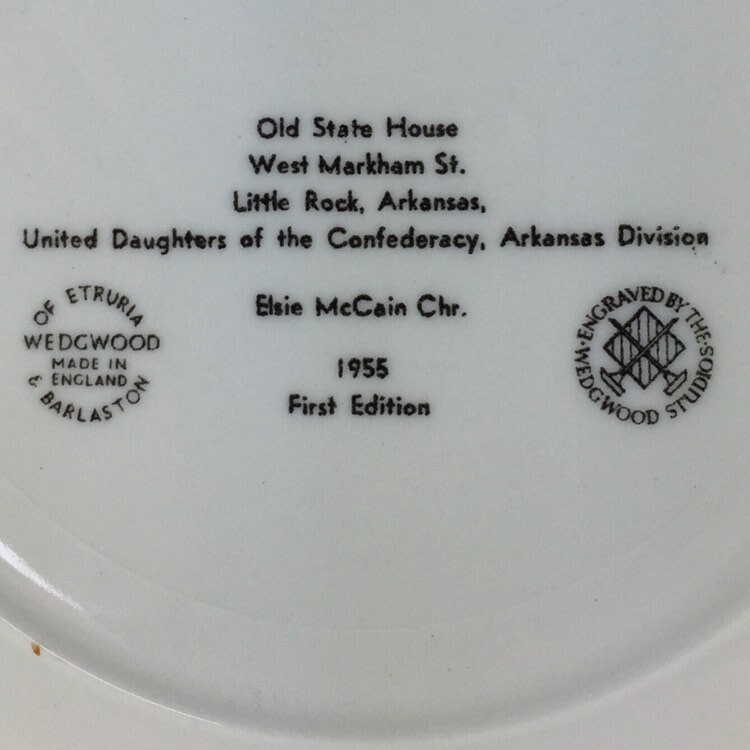 Old State House
West Markham St.
Little Rock, Arkansas,
United Daughters of the Confederacy, Arkansas Division
Elsie McCain Chr.
1955
First Edition
OF ETRURIA
WEDGWOOD
MADE IN
ENGLAND
& BARLASTON
ENGRAVED BY THE
WEDGWOOD STUDIOS